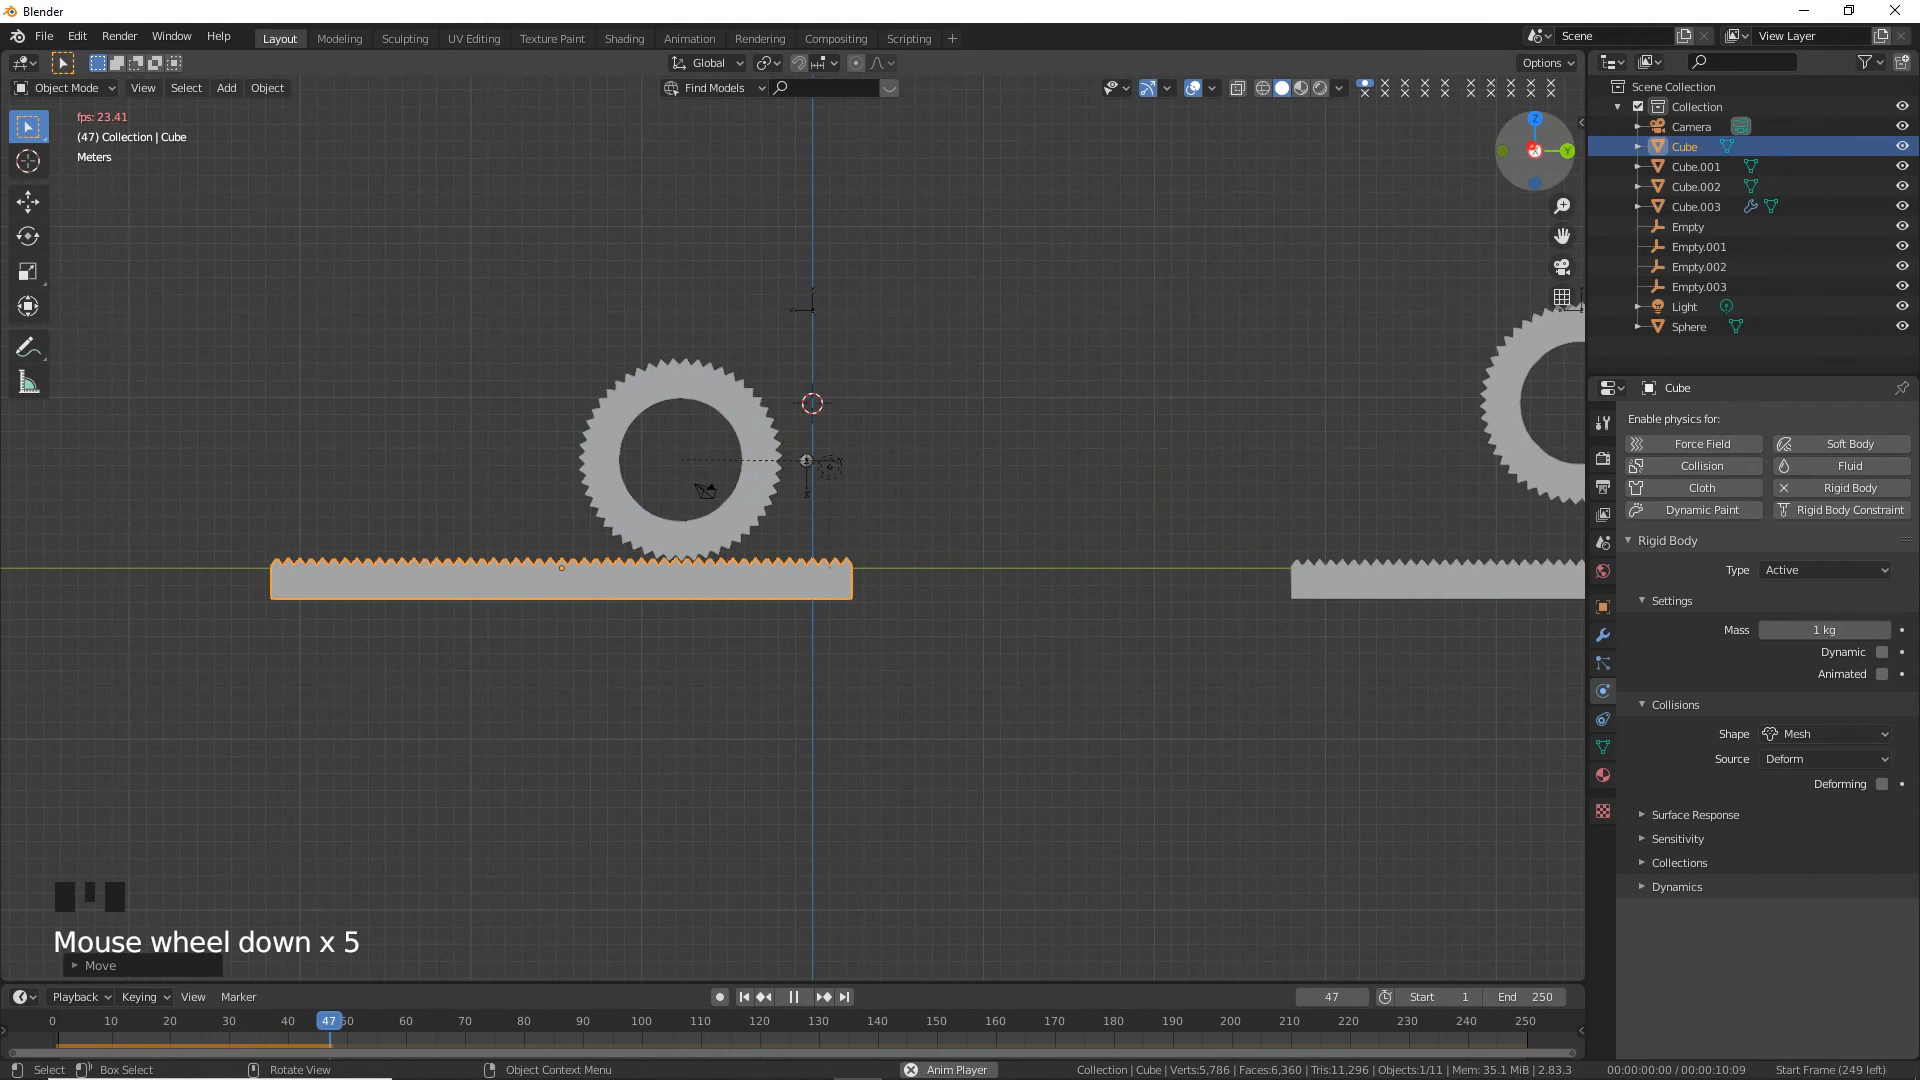 Blender
File Edit Render Window Help
Layout Modeling Sculpting UV Editing Texture Paint Shading Animation Rendering Compositing Scripting +
Scene
View Layer
Global
Options
Object Mode View Select Add Object
Find Models
fps: 23.41
(47) Collection | Cube
Meters
Z
Y
X
Scene Collection
Collection
Camera
Cube
Cube.001
Cube.002
Cube.003
Empty
Empty.001
Empty.002
Empty.003
Light
Sphere
Cube
Enable physics for:
Force Field Soft Body
Collision Fluid
Cloth Rigid Body
Dynamic Paint Rigid Body Constraint
Rigid Body
Type Active
Settings
Mass 1 kg
Dynamic
Animated
Collisions
Shape Mesh
Source Deform
Deforming
Surface Response
Sensitivity
Collections
Dynamics
Mouse wheel down x 5
Move
Playback Keying View Marker
47 Start 1 End 250
0 10 20 30 40 47 60 70 80 90 100 110 120 130 140 150 160 170 180 190 200 210 220 230 240 250
Select Box Select Rotate View Object Context Menu Anim Player Collection | Cube | Verts:5,786 | Faces:6,360 | Tris:11,296 | Objects:1/11 | Mem: 35.1 MiB | 2.83.3 00:00:00:00 / 00:00:10:09 Start Frame (249 left)